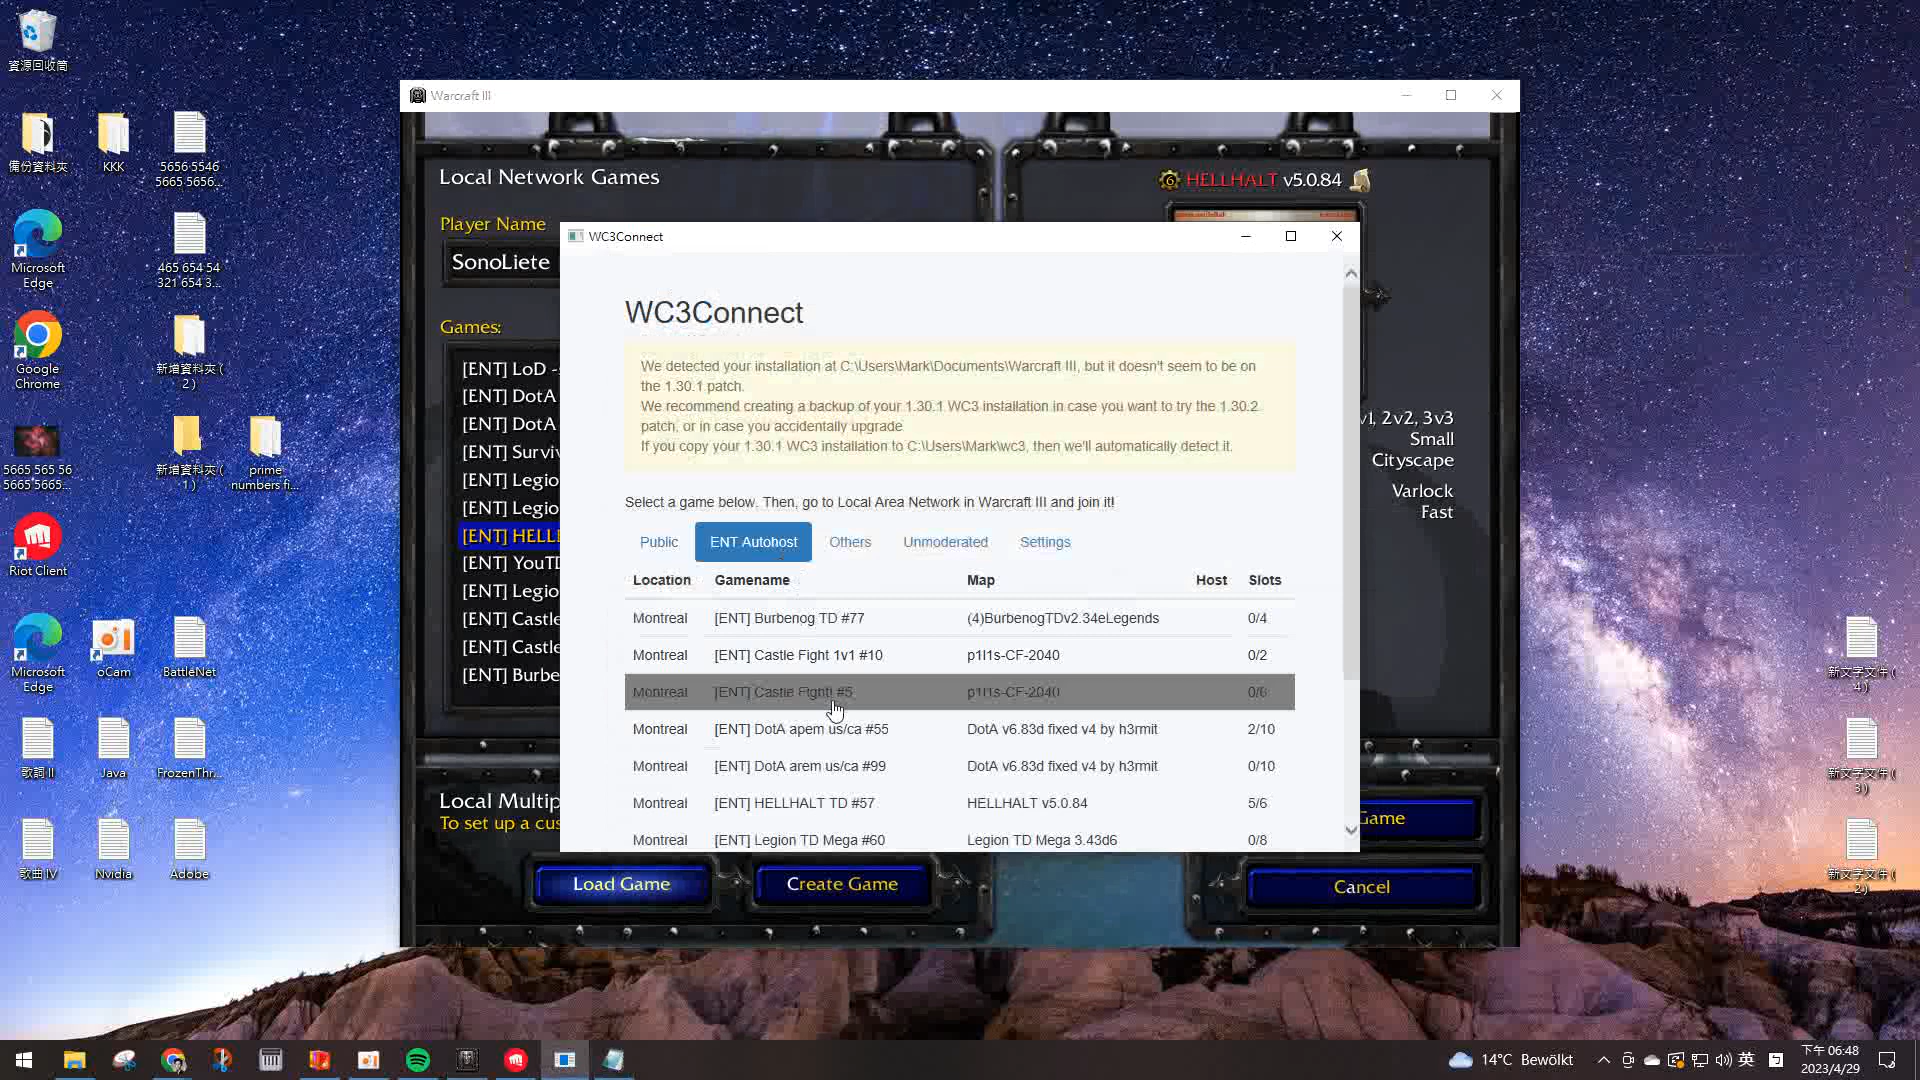 資源回收筒
備份資料夾
KKK
5656 5546
5665 5656...
Microsoft
Edge
465 654 54
321 654 3...
Google
Chrome
新增資料夾 (
2 )
5665 565 56
5665 5665...
新增資料夾 (
1 )
prime
numbers fi...
Riot Client
Microsoft
Edge
oCam
BattleNet
歌詞 II
Java
FrozenThr...
歌曲 IV
Nvidia
Adobe
Warcraft III
Local Network Games
Player Name
SonoLiete
Games:
[ENT] LoD -
[ENT] DotA
[ENT] DotA
[ENT] Surviv
[ENT] Legio
[ENT] Legio
[ENT] HELL
[ENT] YouTD
[ENT] Legio
[ENT] Castle
[ENT] Castle
[ENT] Burbe
Local Multip
To set up a cus
Load Game
Create Game
6 HELLHALT v5.0.84
v1, 2v2, 3v3
Small
Cityscape
Varlock
Fast
Game
Cancel
WC3Connect
WC3Connect
We detected your installation at C:\Users\Mark\Documents\Warcraft III, but it doesn't seem to be on
the 1.30.1 patch.
We recommend creating a backup of your 1.30.1 WC3 installation in case you want to try the 1.30.2
patch, or in case you accidentally upgrade
If you copy your 1.30.1 WC3 installation to C:\Users\Mark\wc3, then we'll automatically detect it.
Select a game below. Then, go to Local Area Network in Warcraft III and join it!
Public ENT Autohost Others Unmoderated Settings
Location Gamename Map Host Slots
Montreal [ENT] Burbenog TD #77 (4)BurbenogTDv2.34eLegends 0/4
Montreal [ENT] Castle Fight 1v1 #10 p1l1s-CF-2040 0/2
Montreal [ENT] Castle Fight! #5 p1l1s-CF-2040 0/6
Montreal [ENT] DotA apem us/ca #55 DotA v6.83d fixed v4 by h3rmit 2/10
Montreal [ENT] DotA arem us/ca #99 DotA v6.83d fixed v4 by h3rmit 0/10
Montreal [ENT] HELLHALT TD #57 HELLHALT v5.0.84 5/6
Montreal [ENT] Legion TD Mega #60 Legion TD Mega 3.43d6 0/8
新文字文件 (
4 )
新文字文件 (
3 )
新文字文件 (
2 )
14°C Bewölkt
英
下午 06:48
2023/4/29